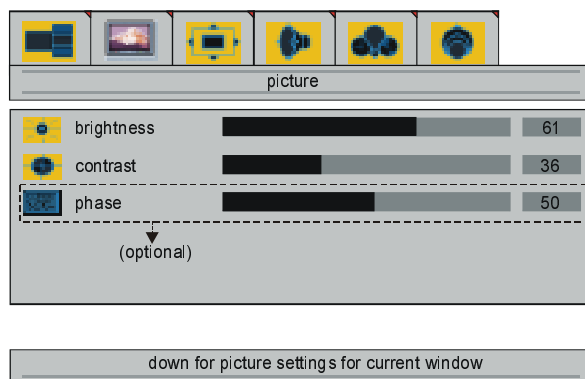 picture
brightness 61
contrast 36
phase 50
(optional)
down for picture settings for current window